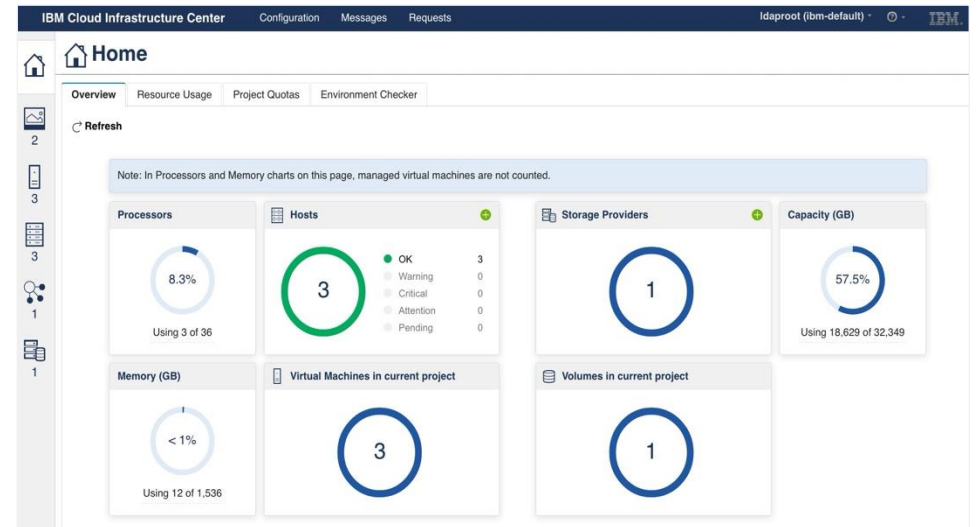 IBM Cloud Infrastructure Center Configuration Messages Requests ldaproot (ibm-default) IBM.
Home
Overview Resource Usage Project Quotas Environment Checker
Refresh
2
3
3
1
1
Note: In Processors and Memory charts on this page, managed virtual machines are not counted.
Processors
8.3%
Using 3 of 36
Hosts
3
OK 3
Warning 0
Critical 0
Attention 0
Pending 0
Storage Providers
1
Capacity (GB)
57.5%
Using 18,629 of 32,349
Memory (GB)
< 1%
Using 12 of 1,536
Virtual Machines in current project
3
Volumes in current project
1